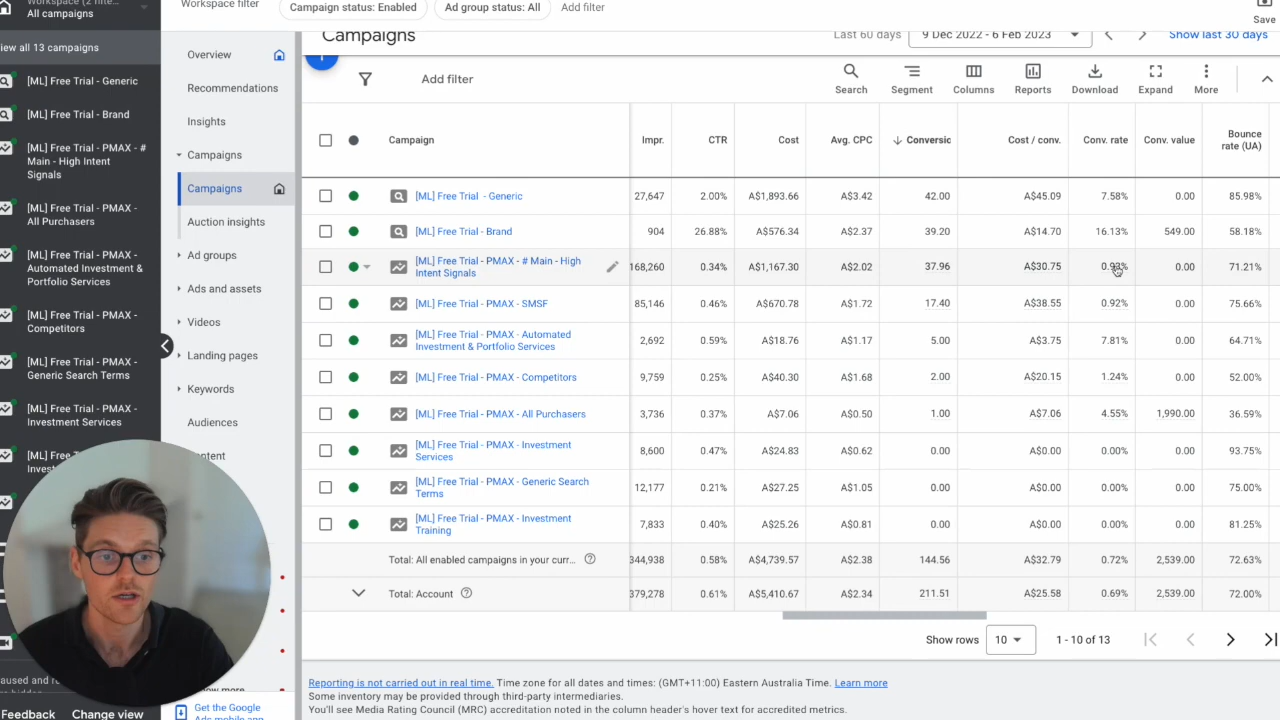 Workspace (2 filte...
All campaigns
View all 13 campaigns
[ML] Free Trial - Generic
[ML] Free Trial - Brand
[ML] Free Trial - PMAX - #
Main - High Intent
Signals
[ML] Free Trial - PMAX -
All Purchasers
[ML] Free Trial - PMAX -
Automated Investment &
Portfolio Services
[ML] Free Trial - PMAX -
Competitors
[ML] Free Trial - PMAX -
Generic Search Terms
[ML] Free Trial - PMAX -
Investment Services
[ML] Free Trial - PMAX -
Feedback
Workspace filter
Campaign status: Enabled
Ad group status: All
Add filter
Save
Overview
Recommendations
Insights
Campaigns
Campaigns
Auction insights
Ad groups
Ads and assets
Videos
Landing pages
Keywords
Audiences
Change view
Get the Google
Ads mobile app
Campaigns
Last 60 days
9 Dec 2022 - 6 Feb 2023
Show last 30 days
Add filter
Search
Segment
Columns
Reports
Download
Expand
More
Campaign Impr. CTR Cost Avg. CPC Conversic Cost / conv. Conv. rate Conv. value Bounce
rate (UA)
[ML] Free Trial - Generic 27,647 2.00% A$1,893.66 A$3.42 42.00 A$45.09 7.58% 0.00 85.98%
[ML] Free Trial - Brand 904 26.88% A$576.34 A$2.37 39.20 A$14.70 16.13% 549.00 58.18%
[ML] Free Trial - PMAX - # Main - High
Intent Signals 168,260 0.34% A$1,167.30 A$2.02 37.96 A$30.75 0.00 71.21%
[ML] Free Trial - PMAX - SMSF 85,146 0.46% A$670.78 A$1.72 17.40 A$38.55 0.92% 0.00 75.66%
[ML] Free Trial - PMAX - Automated
Investment & Portfolio Services 2,692 0.59% A$18.76 A$1.17 5.00 A$3.75 7.81% 0.00 64.71%
[ML] Free Trial - PMAX - Competitors 9,759 0.25% A$40.30 A$1.68 2.00 A$20.15 1.24% 0.00 52.00%
[ML] Free Trial - PMAX - All Purchasers 3,736 0.37% A$7.06 A$0.50 1.00 A$7.06 4.55% 1,990.00 36.59%
[ML] Free Trial - PMAX - Investment
Services 8,600 0.47% A$24.83 A$0.62 0.00 A$0.00 0.00% 0.00 93.75%
[ML] Free Trial - PMAX - Generic Search
Terms 12,177 0.21% A$27.25 A$1.05 0.00 A$0.00 0.00% 0.00 75.00%
[ML] Free Trial - PMAX - Investment
Training 7,833 0.40% A$25.26 A$0.81 0.00 A$0.00 0.00% 0.00 81.25%
Total: All enabled campaigns in your curr... 344,938 0.58% A$4,739.57 A$2.38 144.56 A$32.79 0.72% 2,539.00 72.63%
Total: Account 379,278 0.61% A$5,410.67 A$2.34 211.51 A$25.58 0.69% 2,539.00 72.00%
Show rows 10 1 - 10 of 13
Reporting is not carried out in real time. Time zone for all dates and times: (GMT+11:00) Eastern Australia Time. Learn more
Some inventory may be provided through third-party intermediaries.
You'll see Media Rating Council (MRC) accreditation noted in the column header's hover text for accredited metrics.